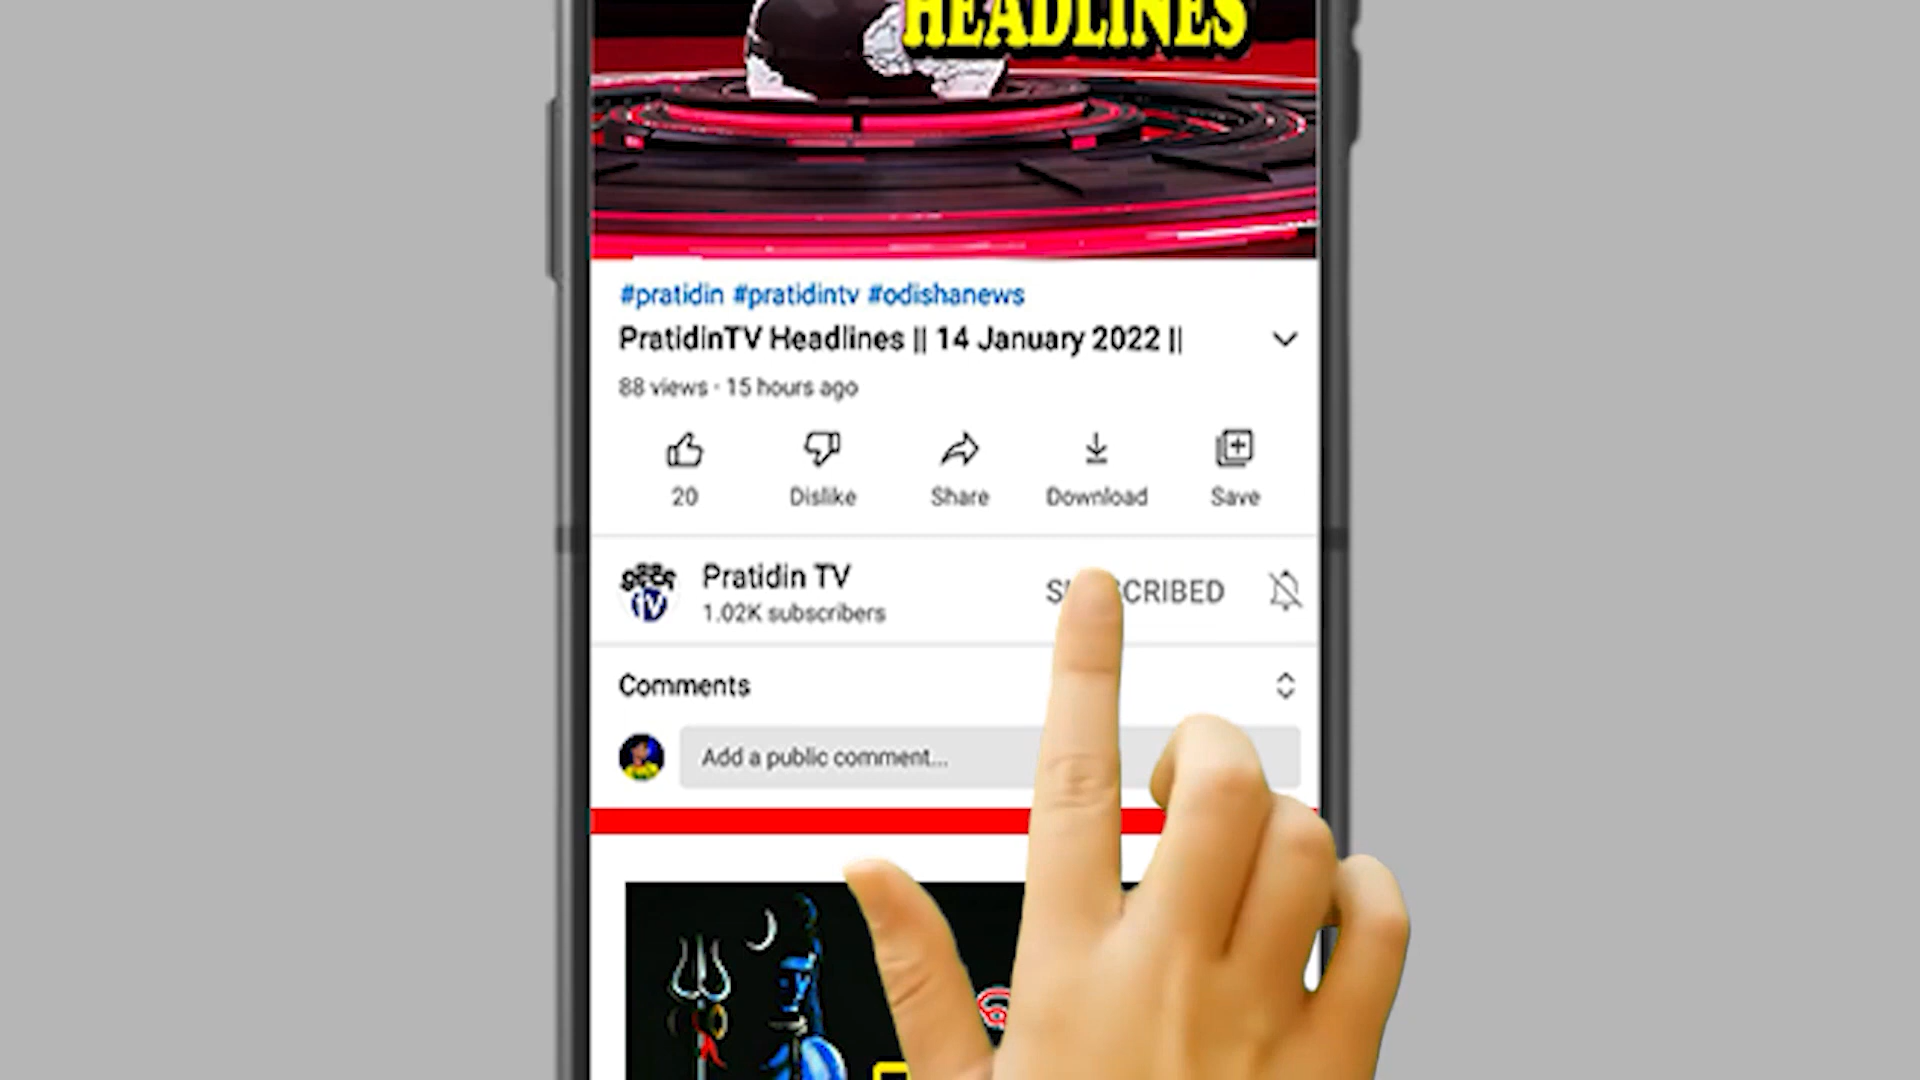 HEADLINES
#pratidin #pratidintv #odishanews
PratidinTV Headlines || 14 January 2022 ||
88 views · 15 hours ago
20
Dislike
Share
Download
Save
Pratidin TV
1.02K subscribers
SUBSCRIBED
Comments
Add a public comment...